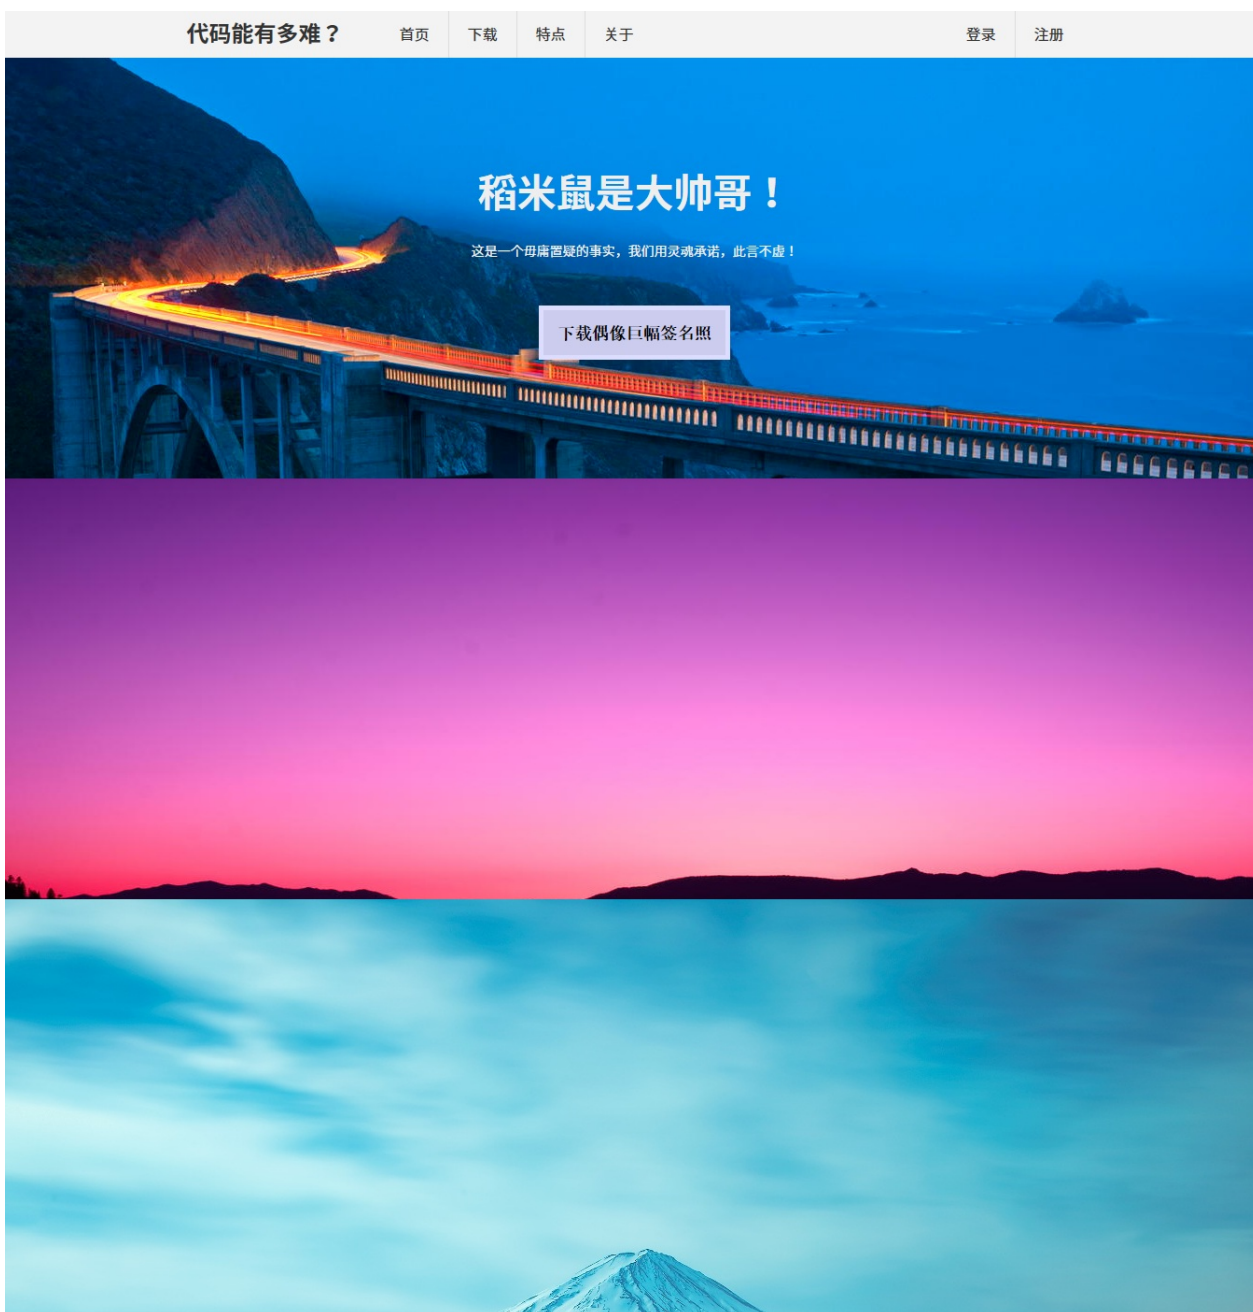 代码能有多难？ 首页 下载 特点 关于 登录 注册
稻米鼠是大帅哥！
这是一个毋庸置疑的事实，我们用灵魂承诺，此言不虚！
下载偶像巨幅签名照